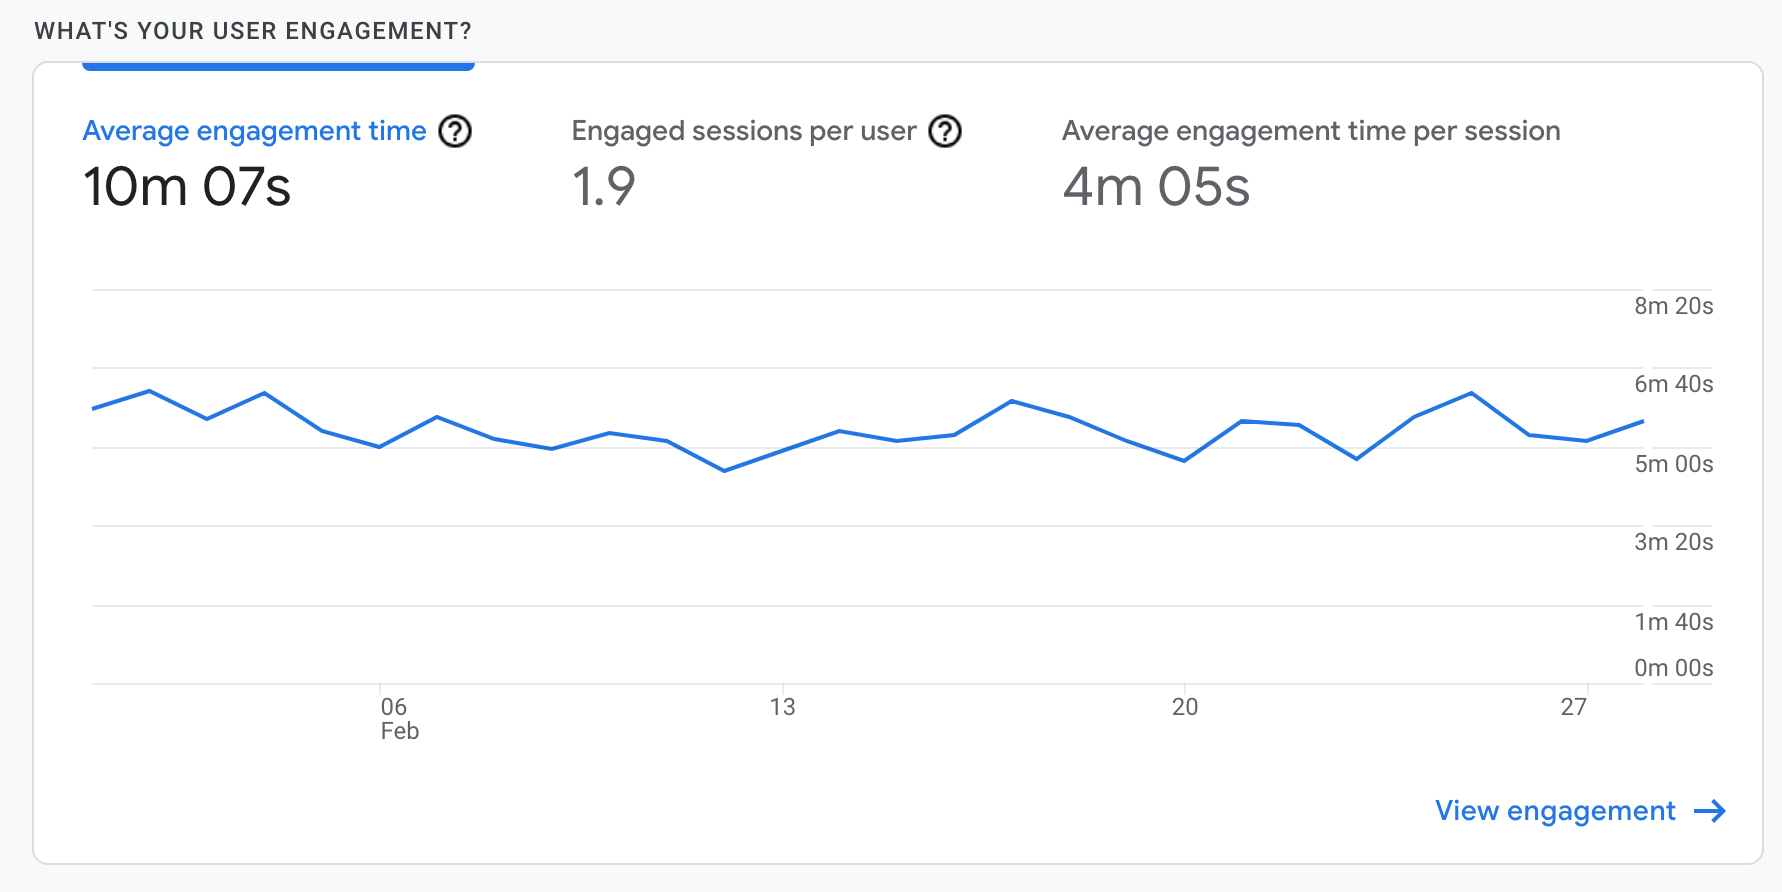 WHAT'S YOUR USER ENGAGEMENT?
Average engagement time
10m 07s
Engaged sessions per user
1.9
Average engagement time per session
4m 05s
8m 20s
6m 40s
5m 00s
3m 20s
1m 40s
0m 00s
06
Feb
13
20
27
View engagement